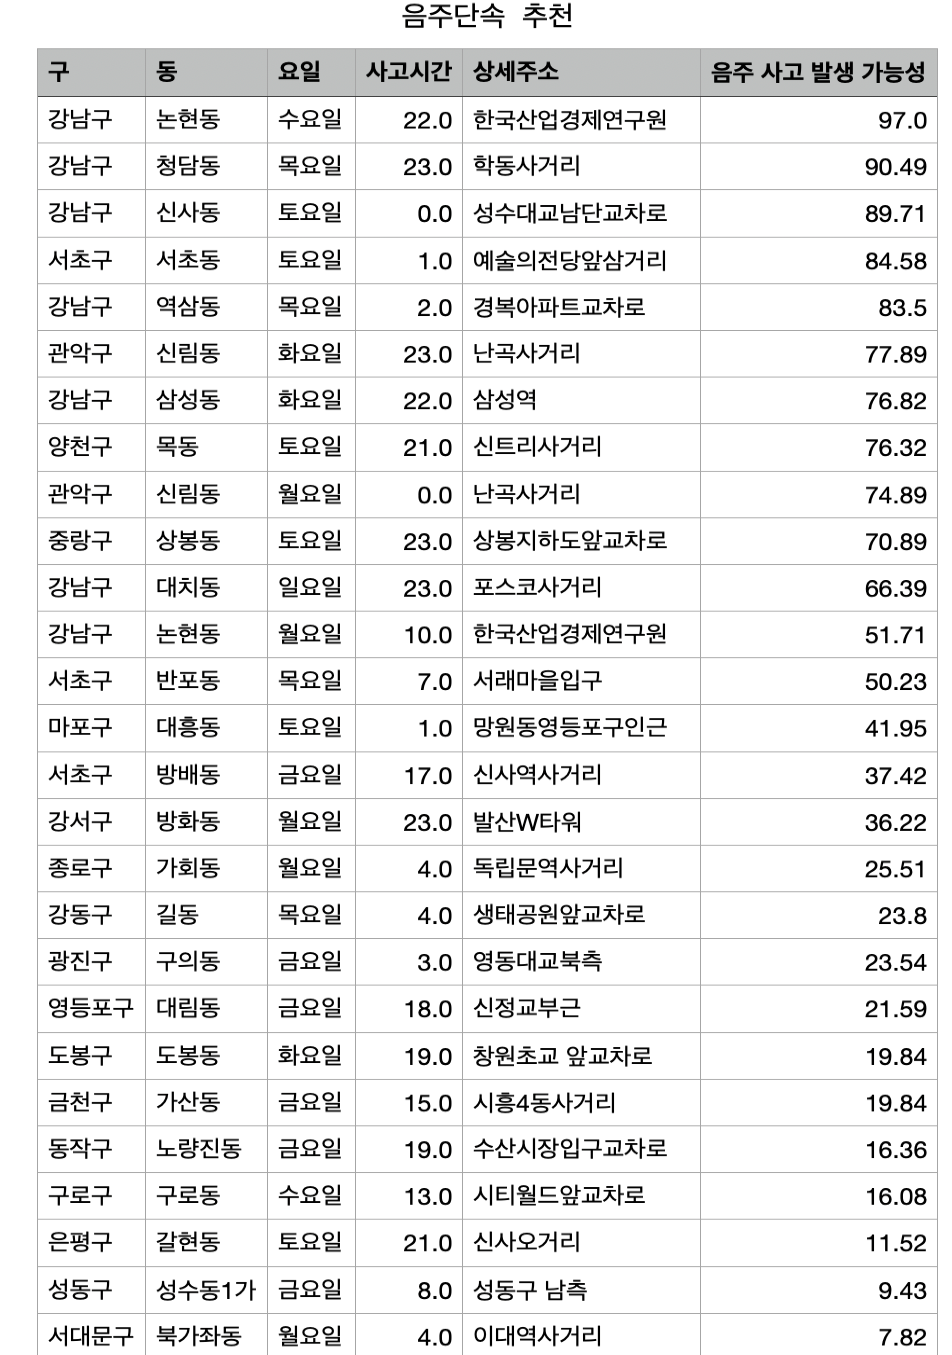 음주단속 추천
구 동 요일 사고시간 상세주소 음주 사고 발생 가능성
강남구 논현동 수요일 22.0 한국산업경제연구원 97.0
강남구 청담동 목요일 23.0 학동사거리 90.49
강남구 신사동 토요일 0.0 성수대교남단교차로 89.71
서초구 서초동 토요일 1.0 예술의전당앞삼거리 84.58
강남구 역삼동 목요일 2.0 경복아파트교차로 83.5
관악구 신림동 화요일 23.0 난곡사거리 77.89
강남구 삼성동 화요일 22.0 삼성역 76.82
양천구 목동 토요일 21.0 신트리사거리 76.32
관악구 신림동 월요일 0.0 난곡사거리 74.89
중랑구 상봉동 토요일 23.0 상봉지하도앞교차로 70.89
강남구 대치동 일요일 23.0 포스코사거리 66.39
강남구 논현동 월요일 10.0 한국산업경제연구원 51.71
서초구 반포동 목요일 7.0 서래마을입구 50.23
마포구 대흥동 토요일 1.0 망원동영등포구인근 41.95
서초구 방배동 금요일 17.0 신사역사거리 37.42
강서구 방화동 월요일 23.0 발산W타워 36.22
종로구 가회동 월요일 4.0 독립문역사거리 25.51
강동구 길동 목요일 4.0 생태공원앞교차로 23.8
광진구 구의동 금요일 3.0 영동대교북측 23.54
영등포구 대림동 금요일 18.0 신정교부근 21.59
도봉구 도봉동 화요일 19.0 창원초교 앞교차로 19.84
금천구 가산동 금요일 15.0 시흥4동사거리 19.84
동작구 노량진동 금요일 19.0 수산시장입구교차로 16.36
구로구 구로동 수요일 13.0 시티월드앞교차로 16.08
은평구 갈현동 토요일 21.0 신사오거리 11.52
성동구 성수동1가 금요일 8.0 성동구 남측 9.43
서대문구 북가좌동 월요일 4.0 이대역사거리 7.82